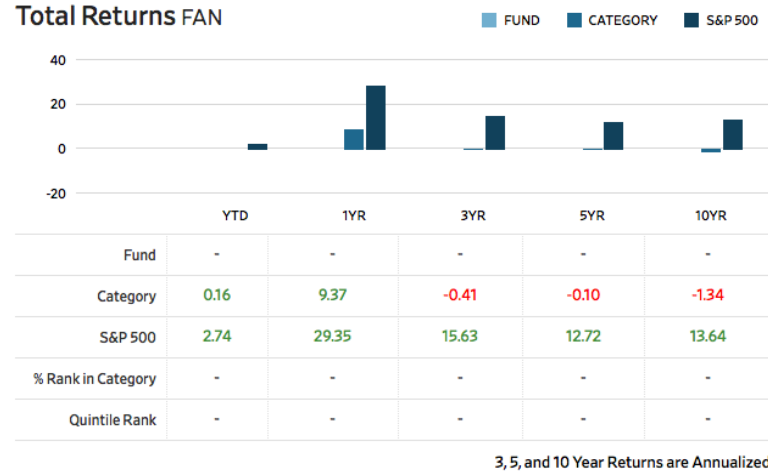 Total Returns FAN
FUND CATEGORY S&P 500
40
20
0
-20
YTD 1YR 3YR 5YR 10YR
Fund - - - - -
Category 0.16 9.37 -0.41 -0.10 -1.34
S&P 500 2.74 29.35 15.63 12.72 13.64
% Rank in Category - - - - -
Quintile Rank - - - - -
3, 5, and 10 Year Returns are Annualized